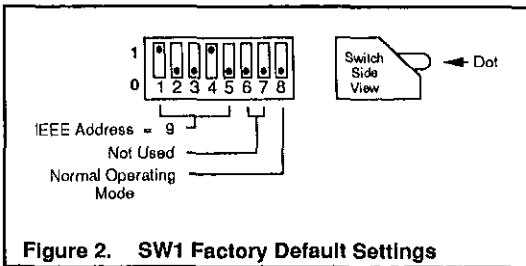 1
0
1 2 3 4 5 6 7 8
Switch
Side
View
Dot
IEEE Address = 9
Not Used
Normal Operating
Mode
Figure 2. SW1 Factory Default Settings